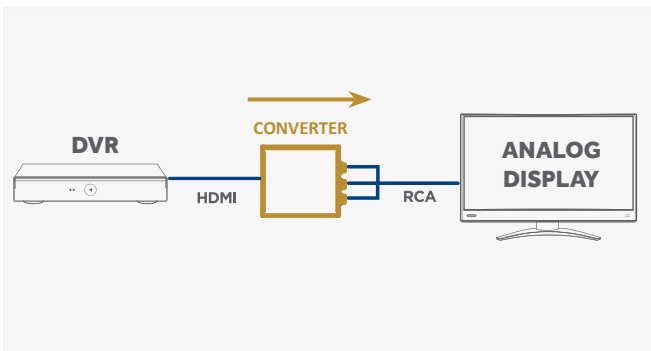 CONVERTER
DVR
HDMI
RCA
ANALOG
DISPLAY